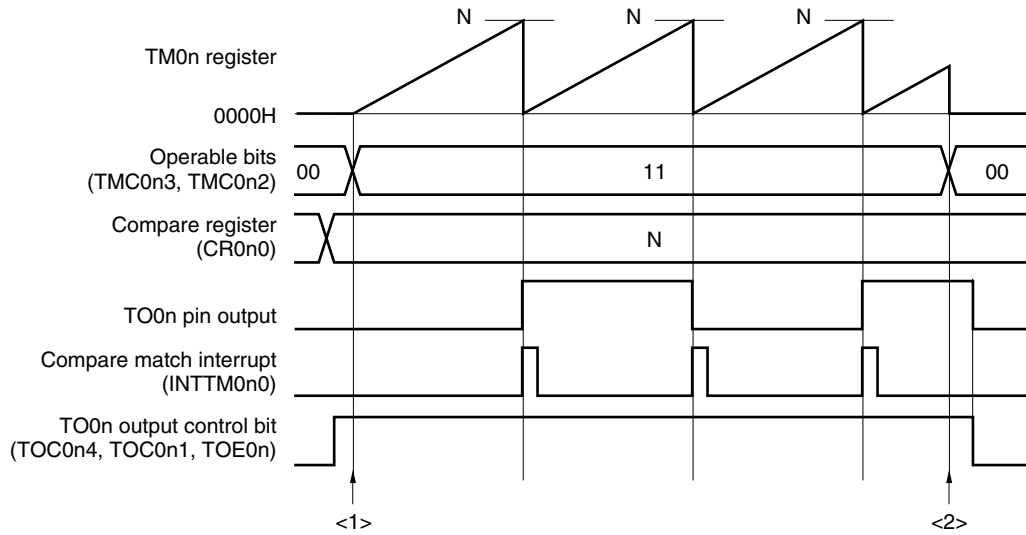 N N N
TM0n register
0000H
Operable bits
(TMC0n3, TMC0n2)
00 11 00
Compare register
(CR0n0)
N
TO0n pin output
Compare match interrupt
(INTTM0n0)
TO0n output control bit
(TOC0n4, TOC0n1, TOE0n)
<1> <2>